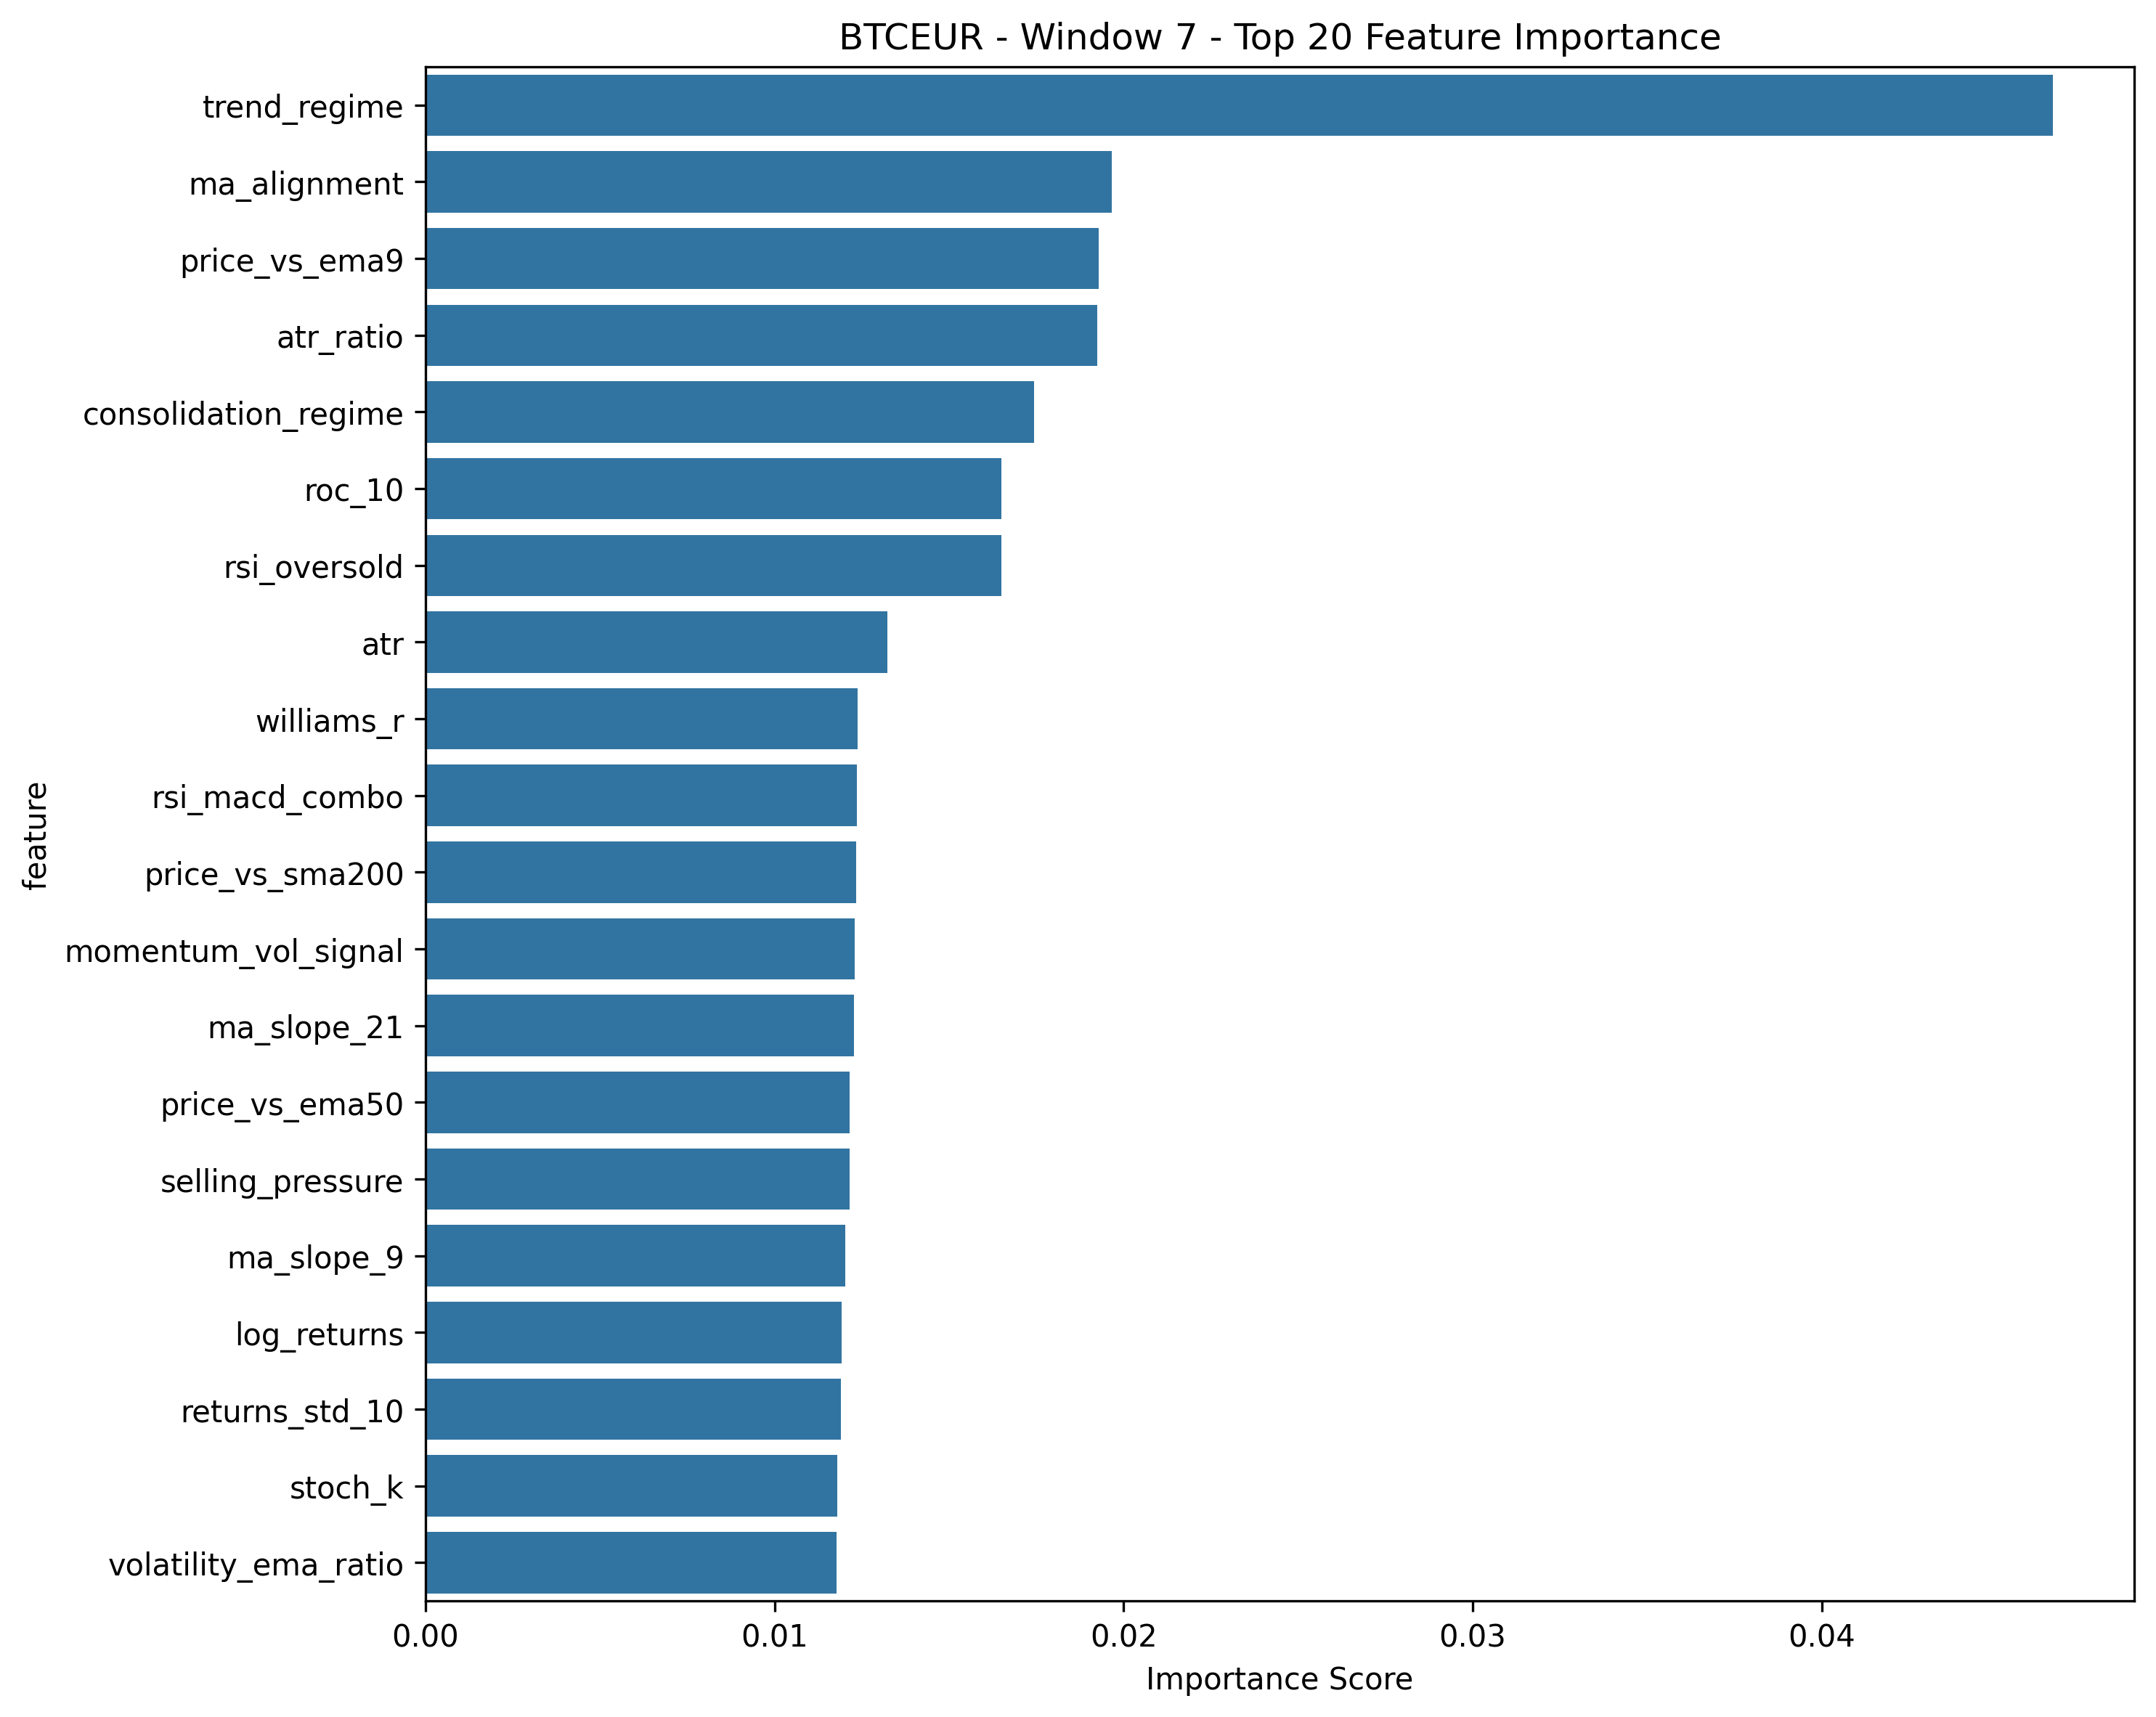 BTCEUR - Window 7 - Top 20 Feature Importance
trend_regime
ma_alignment
price_vs_ema9
atr_ratio
consolidation_regime
roc_10
rsi_oversold
atr
williams_r
rsi_macd_combo
price_vs_sma200
momentum_vol_signal
ma_slope_21
price_vs_ema50
selling_pressure
ma_slope_9
log_returns
returns_std_10
stoch_k
volatility_ema_ratio
feature
0.00 0.01 0.02 0.03 0.04
Importance Score